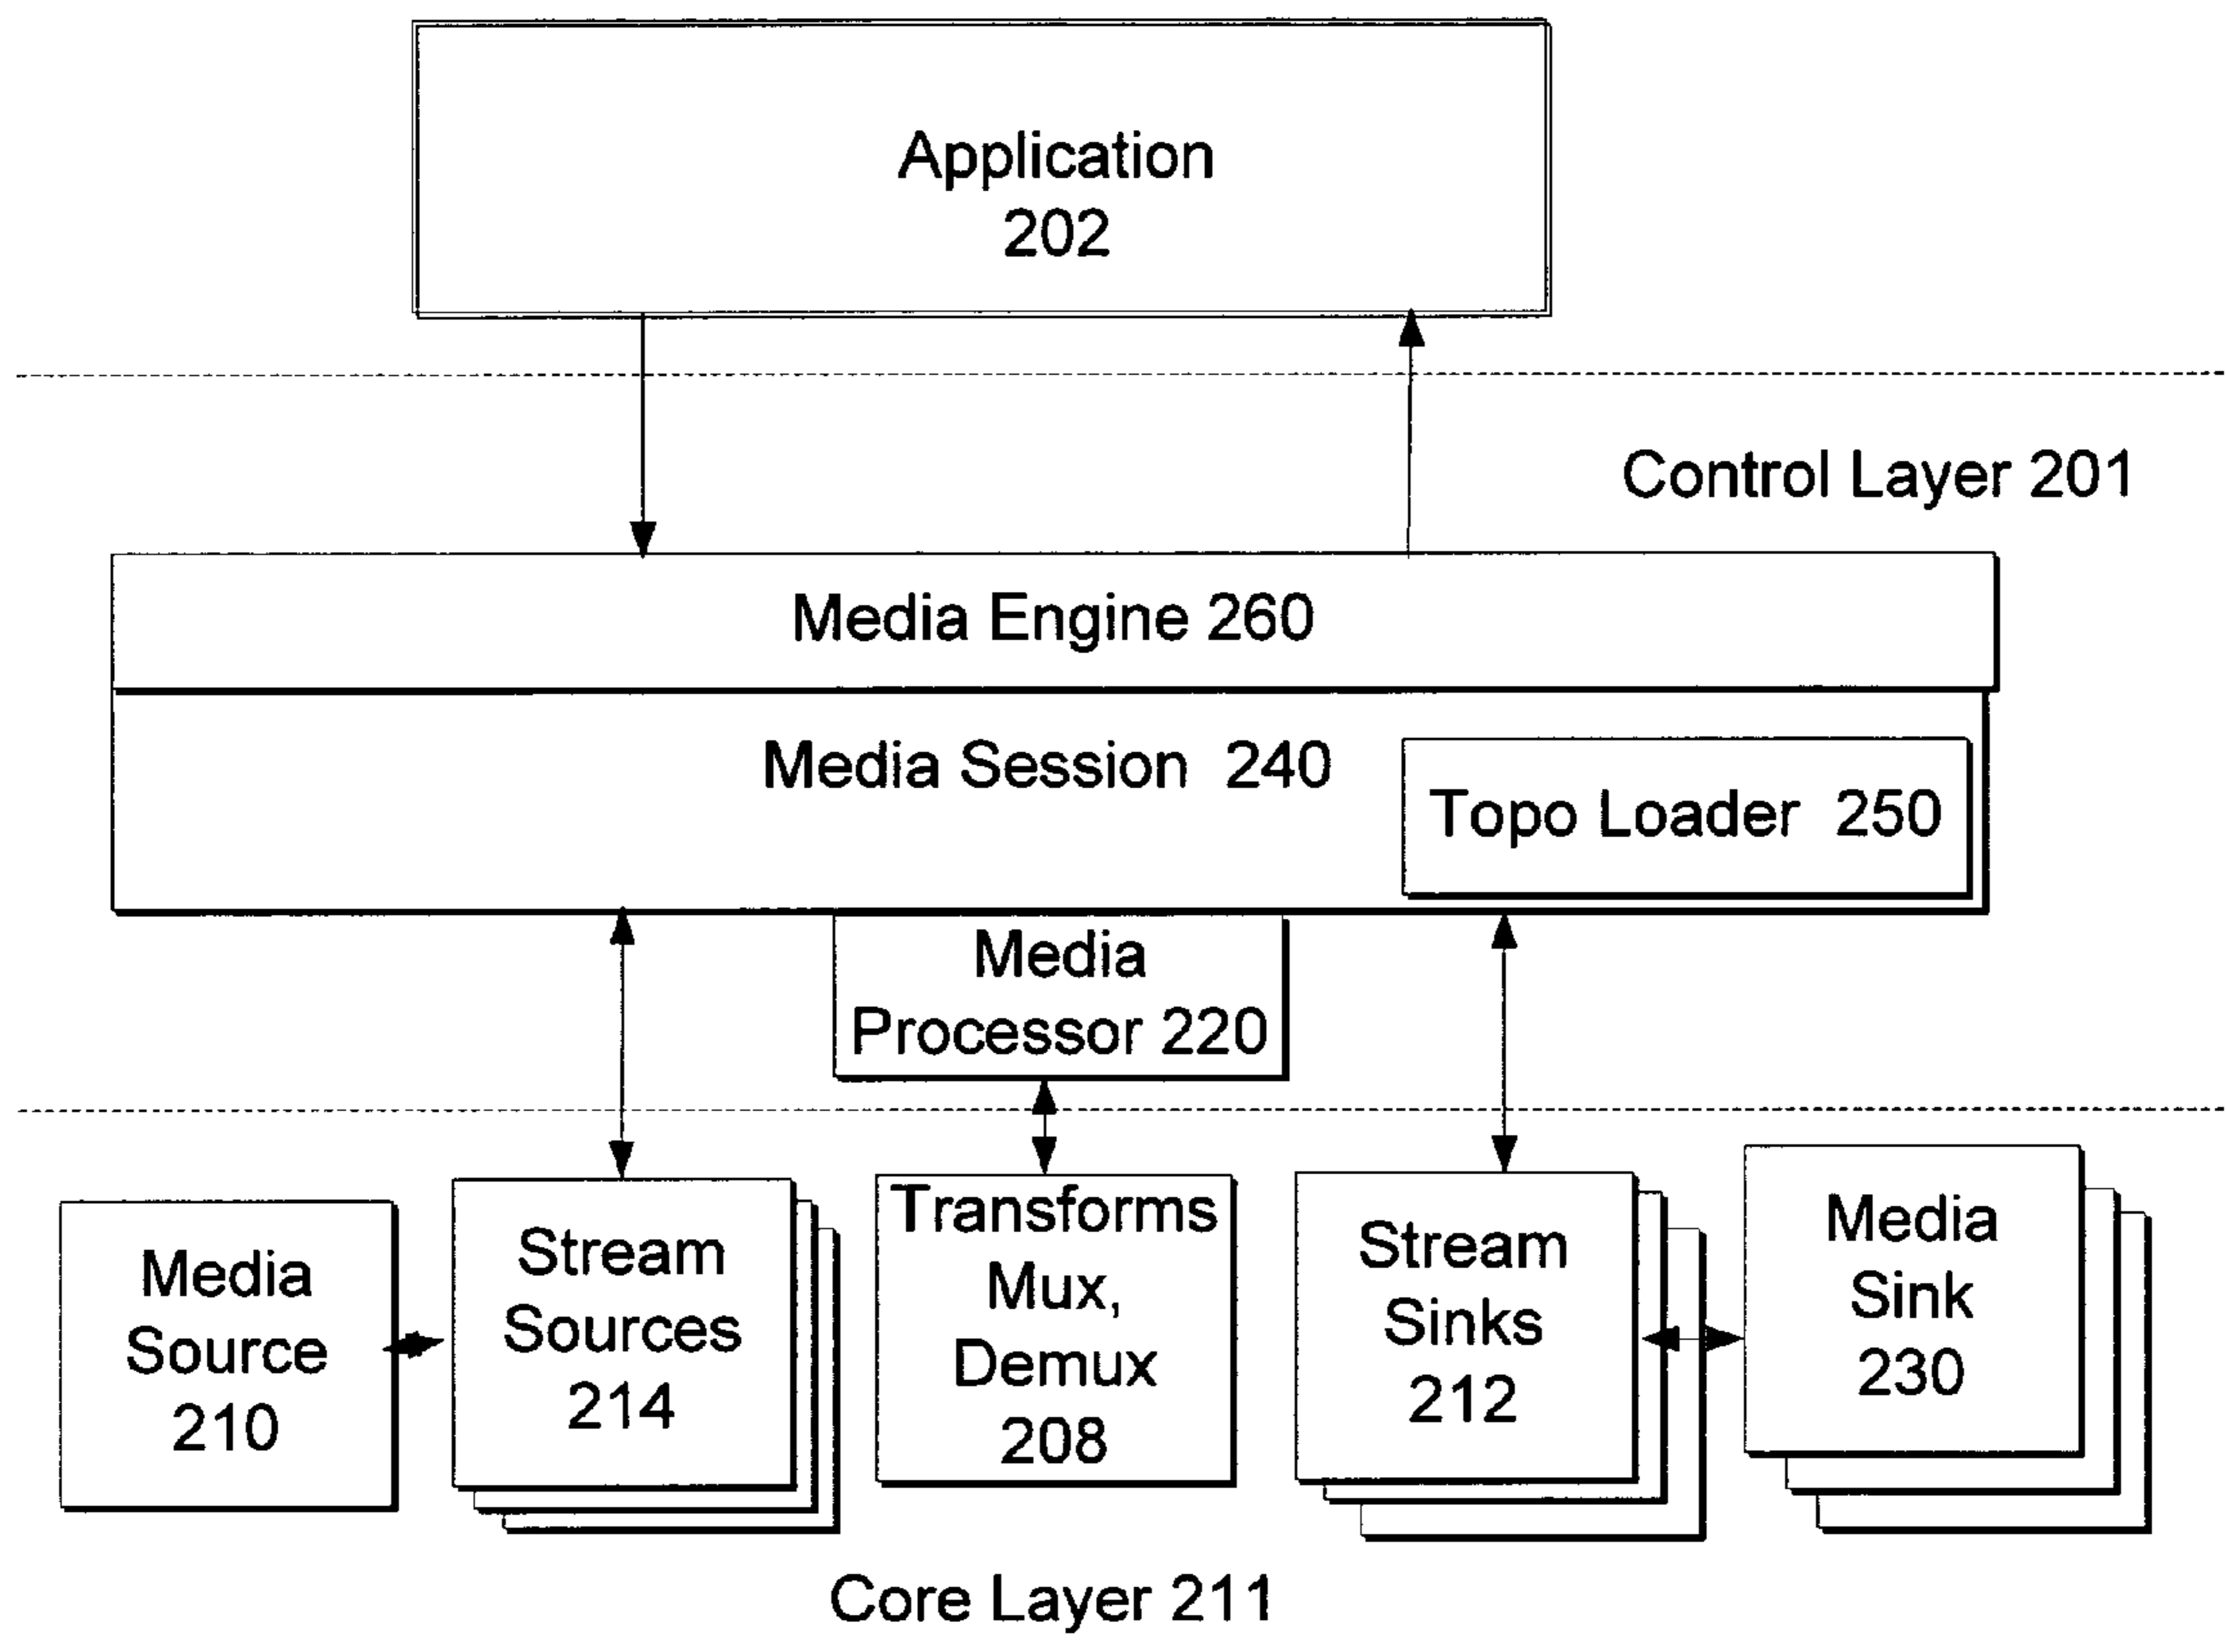 Application
202
Control Layer 201
Media Engine 260
Media Session 240
Topo Loader 250
Media
Processor 220
Media
Source
210
Stream
Sources
214
Transforms
Mux,
Demux
208
Stream
Sinks
212
Media
Sink
230
Core Layer 211